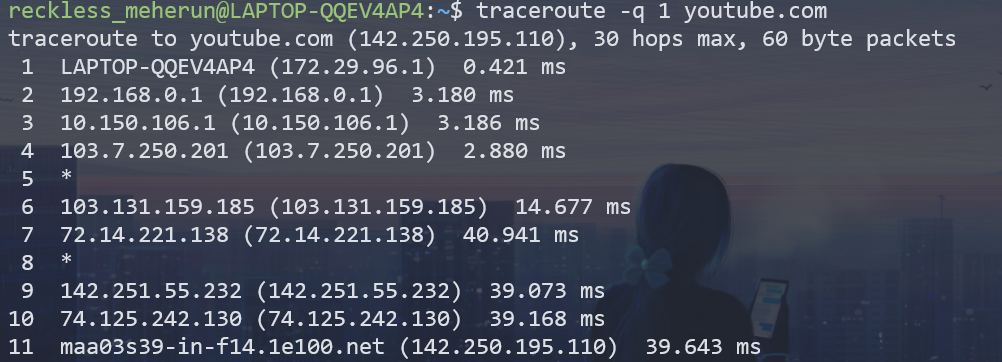 reckless_meherun@LAPTOP-QQEV4AP4:~$ traceroute -q 1 youtube.com
traceroute to youtube.com (142.250.195.110), 30 hops max, 60 byte packets
1 LAPTOP-QQEV4AP4 (172.29.96.1) 0.421 ms
2 192.168.0.1 (192.168.0.1) 3.180 ms
3 10.150.106.1 (10.150.106.1) 3.186 ms
4 103.7.250.201 (103.7.250.201) 2.880 ms
5 *
6 103.131.159.185 (103.131.159.185) 14.677 ms
7 72.14.221.138 (72.14.221.138) 40.941 ms
8 *
9 142.251.55.232 (142.251.55.232) 39.073 ms
10 74.125.242.130 (74.125.242.130) 39.168 ms
11 maa03s39-in-f14.1e100.net (142.250.195.110) 39.643 ms